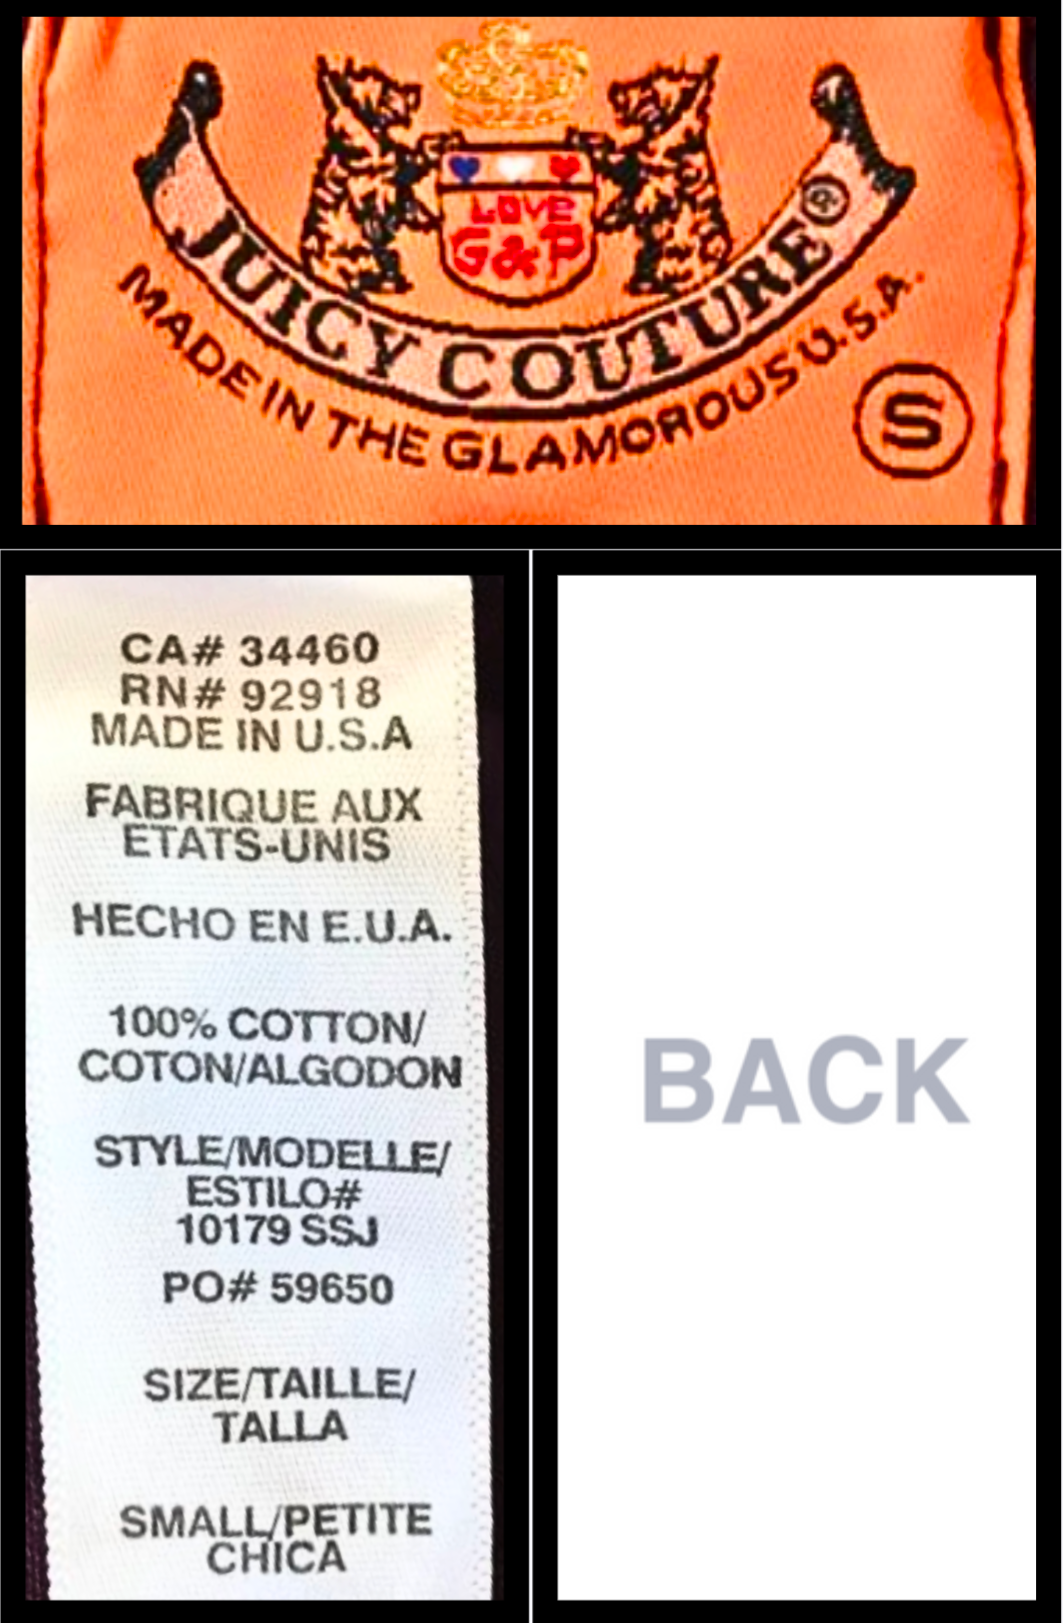 LOVE
G&P
JUICY COUTURE®
MADE IN THE GLAMOROUS U.S.A.
S
CA# 34460
RN# 92918
MADE IN U.S.A
FABRIQUE AUX
ETATS-UNIS
HECHO EN E.U.A.
100% COTTON/
COTON/ALGODON
STYLE/MODELLE/
ESTILO#
10179 SSJ
PO# 59650
SIZE/TAILLE/
TALLA
SMALL/PETITE
CHICA
BACK